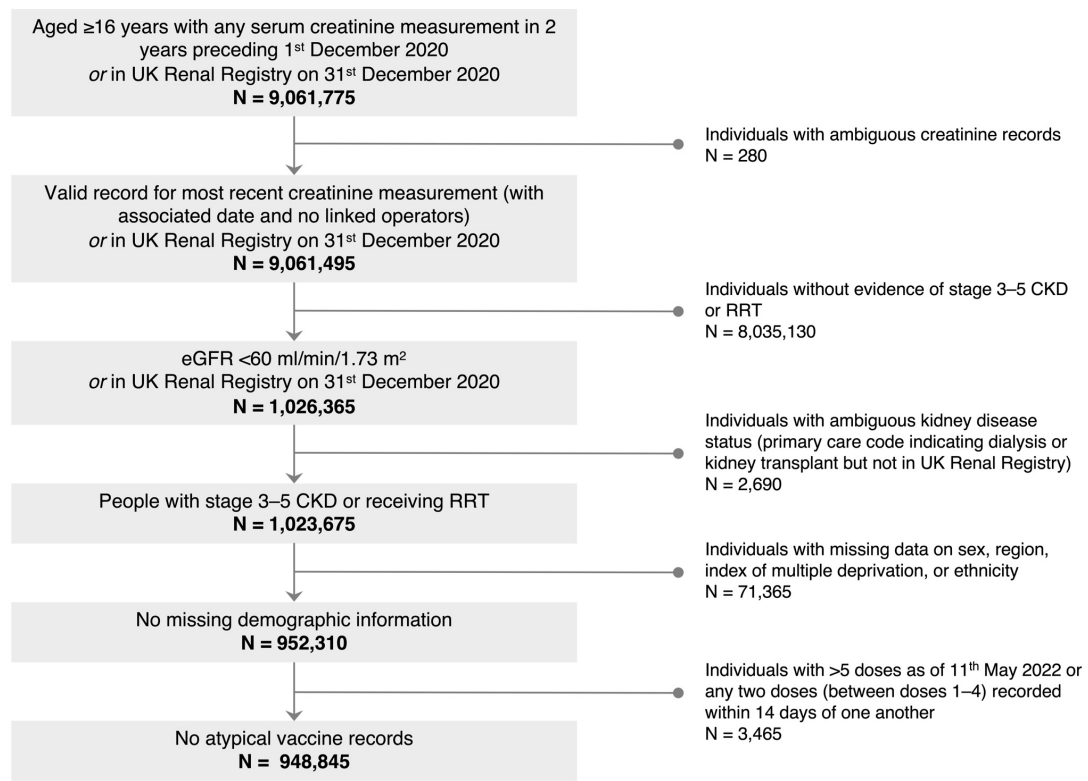 Aged ≥16 years with any serum creatinine measurement in 2
years preceding 1st December 2020
or in UK Renal Registry on 31st December 2020
N = 9,061,775
Individuals with ambiguous creatinine records
N = 280
Valid record for most recent creatinine measurement (with
associated date and no linked operators)
or in UK Renal Registry on 31st December 2020
N = 9,061,495
Individuals without evidence of stage 3–5 CKD
or RRT
N = 8,035,130
eGFR <60 ml/min/1.73 m2
or in UK Renal Registry on 31st December 2020
N = 1,026,365
Individuals with ambiguous kidney disease
status (primary care code indicating dialysis or
kidney transplant but not in UK Renal Registry)
N = 2,690
People with stage 3–5 CKD or receiving RRT
N = 1,023,675
Individuals with missing data on sex, region,
index of multiple deprivation, or ethnicity
N = 71,365
No missing demographic information
N = 952,310
Individuals with >5 doses as of 11th May 2022 or
any two doses (between doses 1–4) recorded
within 14 days of one another
N = 3,465
No atypical vaccine records
N = 948,845